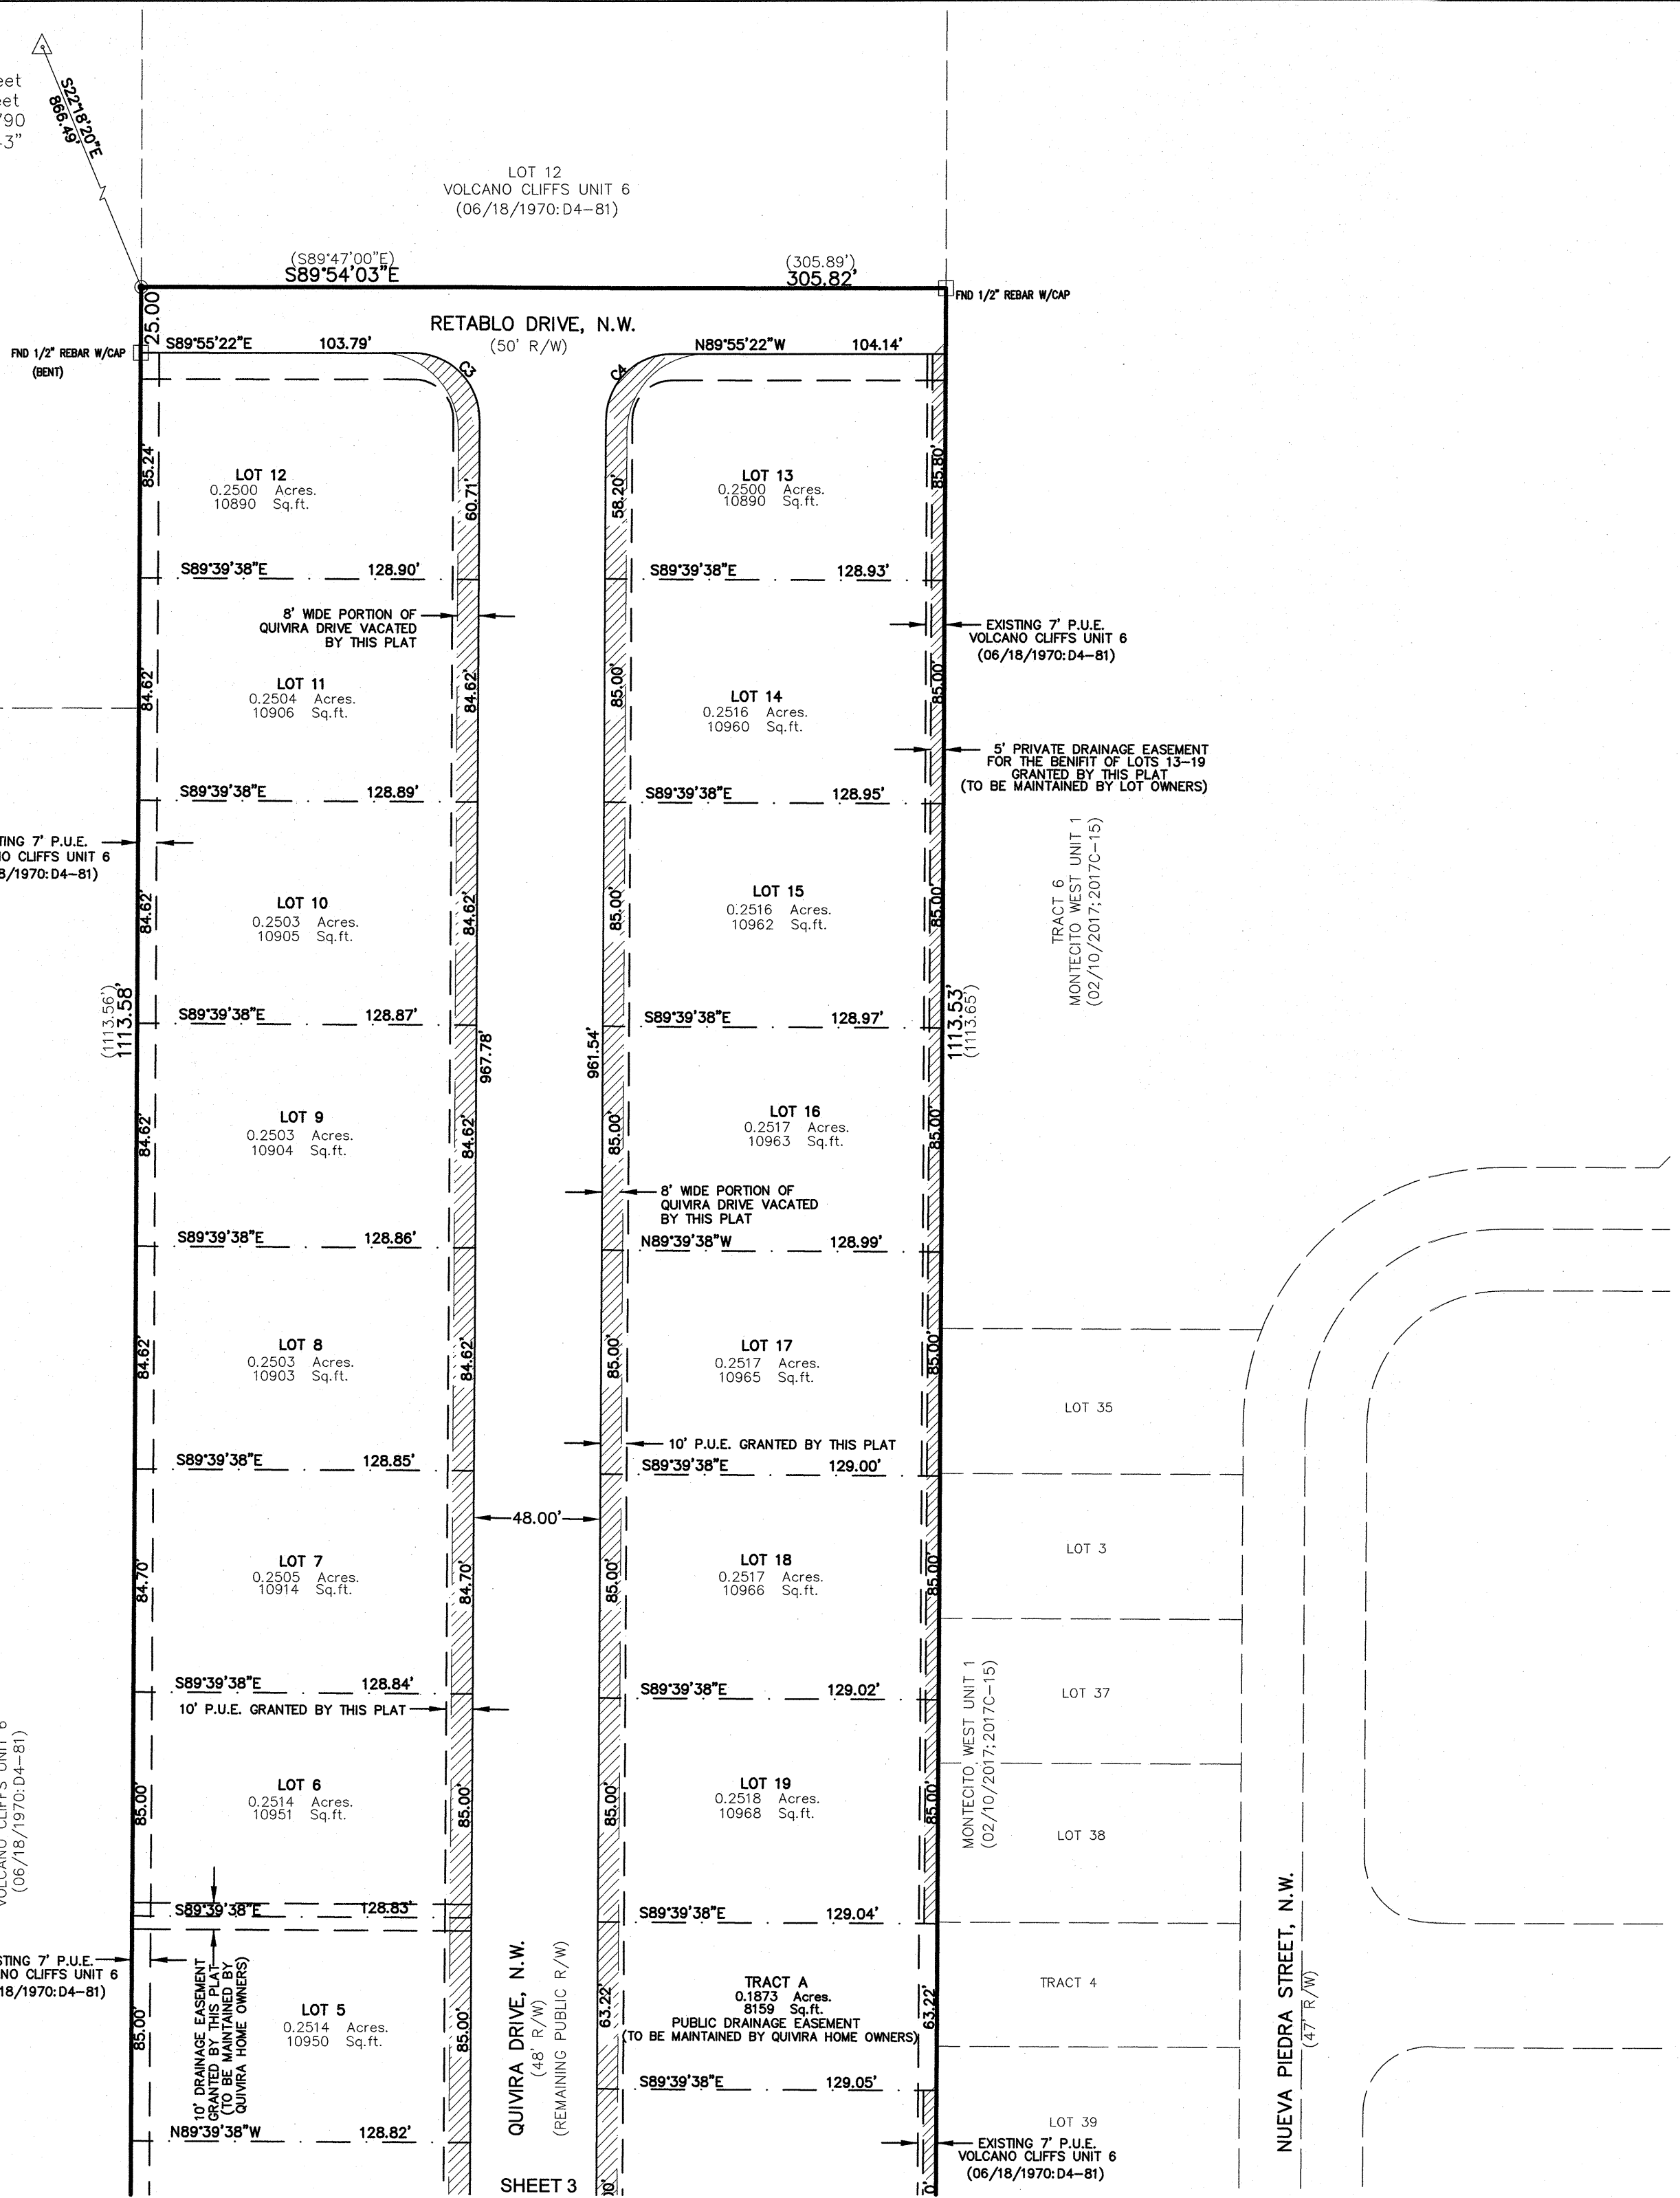 S22°18'20"E
866.49'
LOT 12
VOLCANO CLIFFS UNIT 6
(06/18/1970:D4-81)
(S89°47'00"E)
S89°54'03"E
(305.89')
305.82'
FND 1/2" REBAR W/CAP
25.00
RETABLO DRIVE, N.W.
(50' R/W)
FND 1/2" REBAR W/CAP
(BENT)
S89°55'22"E 103.79'
N89°55'22"W 104.14'
C3
C4
85.24'
LOT 12
0.2500 Acres.
10890 Sq.ft.
60.71'
58.20'
LOT 13
0.2500 Acres.
10890 Sq.ft.
85.80'
S89°39'38"E 128.90'
S89°39'38"E 128.93'
8' WIDE PORTION OF
QUIVIRA DRIVE VACATED
BY THIS PLAT
EXISTING 7' P.U.E.
VOLCANO CLIFFS UNIT 6
(06/18/1970:D4-81)
84.62'
LOT 11
0.2504 Acres.
10906 Sq.ft.
84.62'
85.00'
LOT 14
0.2516 Acres.
10960 Sq.ft.
85.00'
5' PRIVATE DRAINAGE EASEMENT
FOR THE BENIFIT OF LOTS 13-19
GRANTED BY THIS PLAT
(TO BE MAINTAINED BY LOT OWNERS)
S89°39'38"E 128.89'
S89°39'38"E 128.95'
7' P.U.E.
CLIFFS UNIT 6
/1970:D4-81)
84.62'
LOT 10
0.2503 Acres.
10905 Sq.ft.
84.62'
85.00'
LOT 15
0.2516 Acres.
10962 Sq.ft.
85.00'
TRACT 6
MONTECITO WEST UNIT 1
(02/10/2017;2017C-15)
(1113.56')
1113.58'
S89°39'38"E 128.87'
S89°39'38"E 128.97'
967.78'
961.54'
1113.53'
(1113.65')
84.62'
LOT 9
0.2503 Acres.
10904 Sq.ft.
84.62'
85.00'
LOT 16
0.2517 Acres.
10963 Sq.ft.
85.00'
8' WIDE PORTION OF
QUIVIRA DRIVE VACATED
BY THIS PLAT
S89°39'38"E 128.86'
N89°39'38"W 128.99'
84.62'
LOT 8
0.2503 Acres.
10903 Sq.ft.
84.62'
85.00'
LOT 17
0.2517 Acres.
10965 Sq.ft.
85.00'
LOT 35
10' P.U.E. GRANTED BY THIS PLAT
S89°39'38"E 128.85'
S89°39'38"E 129.00'
48.00'
84.70'
LOT 7
0.2505 Acres.
10914 Sq.ft.
84.70'
85.00'
LOT 18
0.2517 Acres.
10966 Sq.ft.
85.00'
LOT 3
S89°39'38"E 128.84'
S89°39'38"E 129.02'
10' P.U.E. GRANTED BY THIS PLAT
LOT 37
MONTECITO WEST UNIT 1
(02/10/2017;2017C-15)
VOLCANO CLIFFS UNIT 6
(06/18/1970:D4-81)
85.00'
LOT 6
0.2514 Acres.
10951 Sq.ft.
85.00'
85.00'
LOT 19
0.2518 Acres.
10968 Sq.ft.
85.00'
LOT 38
S89°39'38"E 128.83'
S89°39'38"E 129.04'
7' P.U.E.
CLIFFS UNIT 6
/1970:D4-81)
85.00'
10' DRAINAGE EASEMENT
GRANTED BY THIS PLAT
(TO BE MAINTAINED BY
QUIVIRA HOME OWNERS)
LOT 5
0.2514 Acres.
10950 Sq.ft.
85.00'
QUIVIRA DRIVE, N.W.
(48' R/W)
(REMAINING PUBLIC R/W)
63.22'
TRACT A
0.1873 Acres.
8159 Sq.ft.
PUBLIC DRAINAGE EASEMENT
(TO BE MAINTAINED BY QUIVIRA HOME OWNERS)
63.22'
TRACT 4
NUEVA PIEDRA STREET, N.W.
(47' R/W)
S89°39'38"E 129.05'
N89°39'38"W 128.82'
LOT 39
EXISTING 7' P.U.E.
VOLCANO CLIFFS UNIT 6
(06/18/1970:D4-81)
SHEET 3